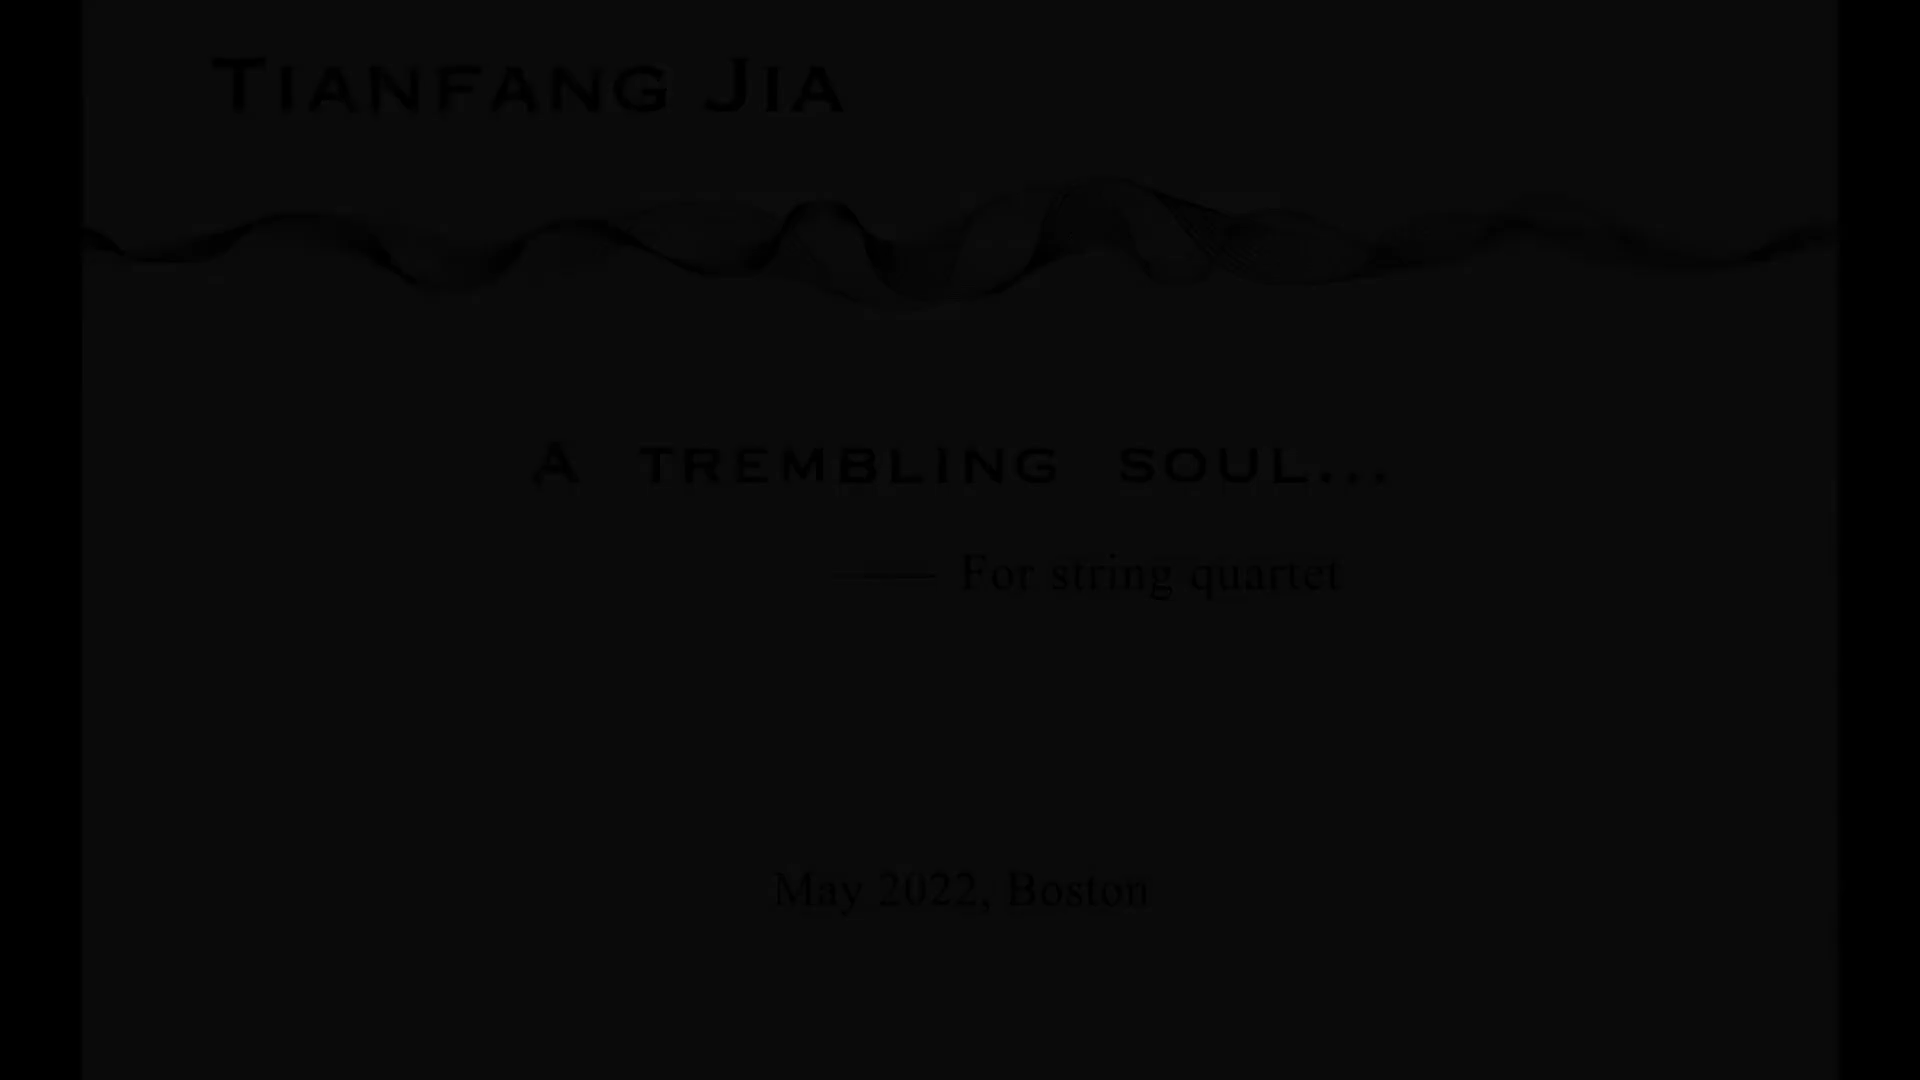 TIANFANG JIA
A TREMBLING SOUL...
—— For string quartet
May 2022, Boston